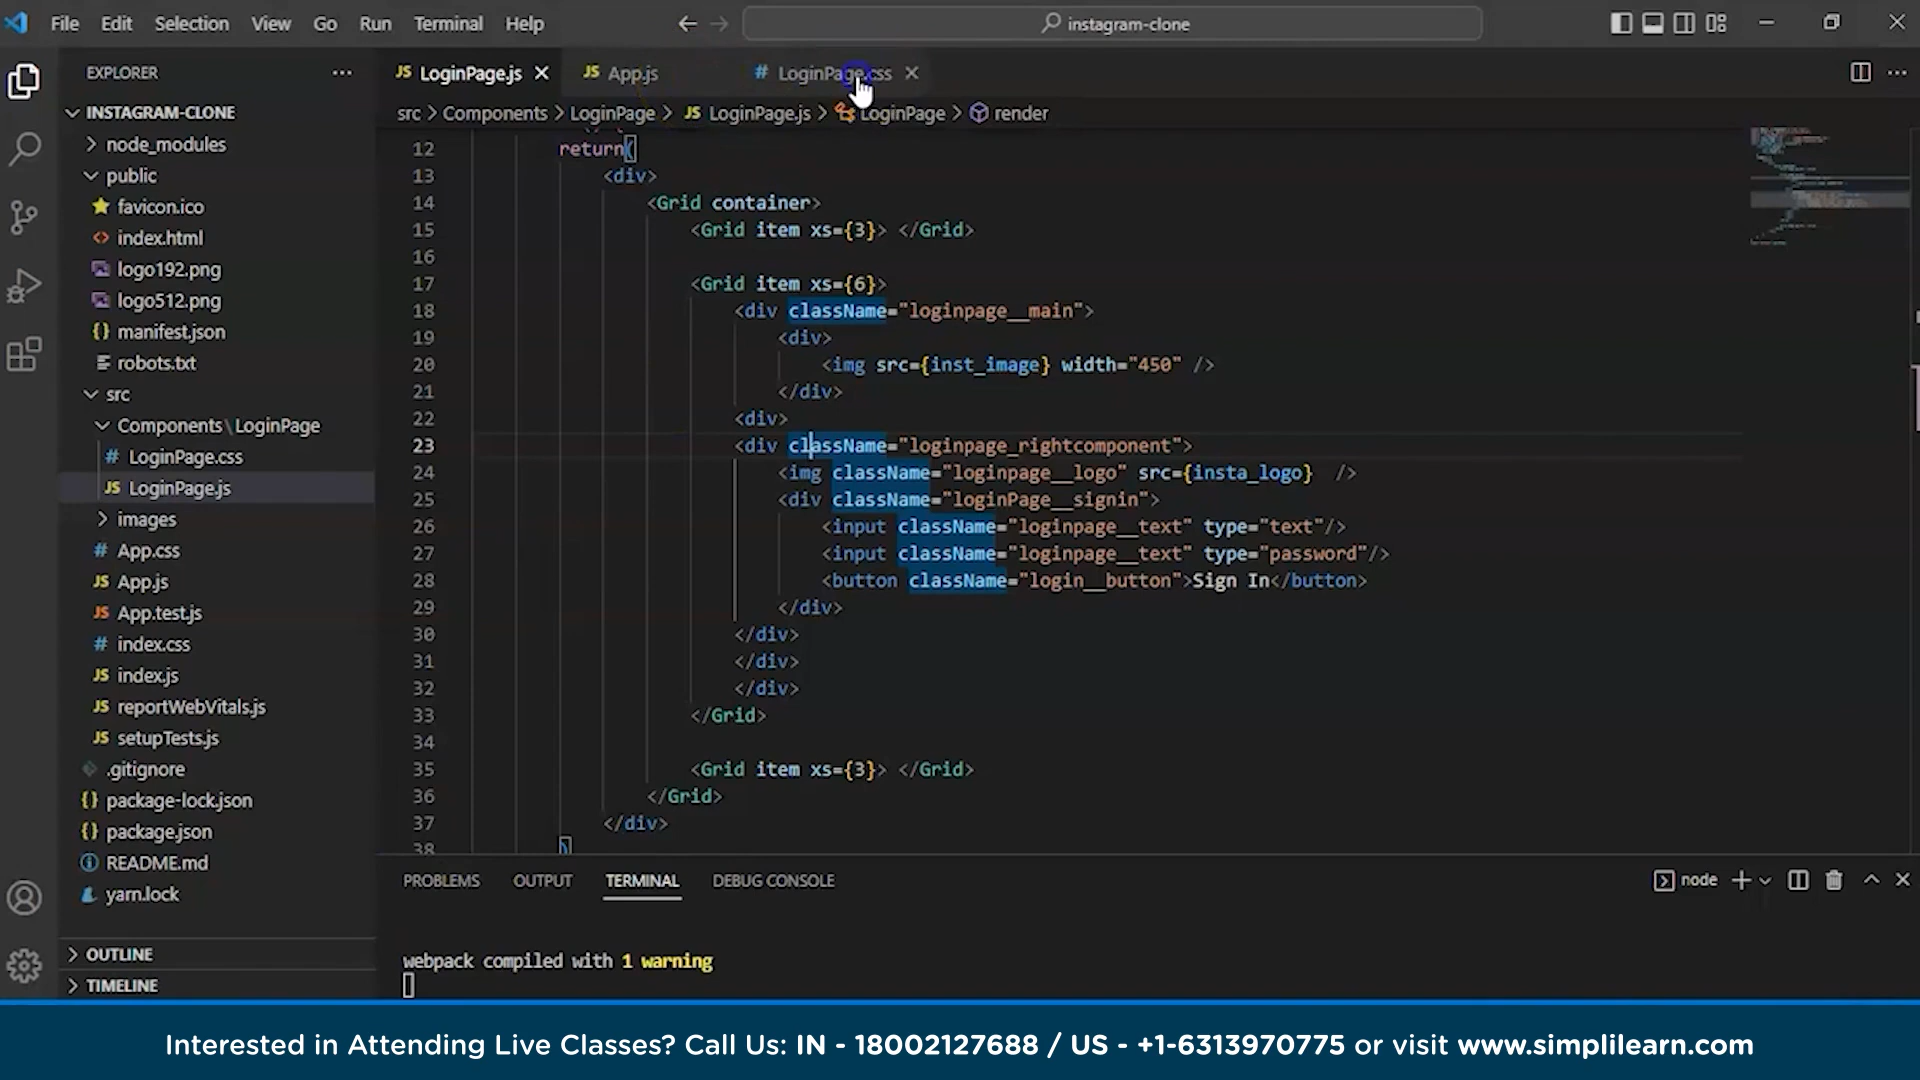 File Edit Selection View Go Run Terminal Help
instagram-clone
EXPLORER
INSTAGRAM-CLONE
node_modules
public
favicon.ico
index.html
logo192.png
logo512.png
manifest.json
robots.txt
src
Components\LoginPage
LoginPage.css
LoginPage.js
images
App.css
App.js
App.test.js
index.css
index.js
reportWebVitals.js
setupTests.js
.gitignore
package-lock.json
package.json
README.md
yarn.lock
OUTLINE
TIMELINE
JS LoginPage.js JS App.js # LoginPage.css
src > Components > LoginPage > JS LoginPage.js > LoginPage > render
12 return(
13 <div>
14 <Grid container>
15 <Grid item xs={3}> </Grid>
16
17 <Grid item xs={6}>
18 <div className="loginpage__main">
19 <div>
20 <img src={inst_image} width="450" />
21 </div>
22 <div>
23 <div className="loginpage_rightcomponent">
24 <img className="loginpage__logo" src={insta_logo} />
25 <div className="loginPage__signin">
26 <input className="loginpage__text" type="text"/>
27 <input className="loginpage__text" type="password"/>
28 <button className="login__button">Sign In</button>
29 </div>
30 </div>
31 </div>
32 </div>
33 </Grid>
34
35 <Grid item xs={3}> </Grid>
36 </Grid>
37 </div>
38 )
PROBLEMS OUTPUT TERMINAL DEBUG CONSOLE
node
webpack compiled with 1 warning
Interested in Attending Live Classes? Call Us: IN - 18002127688 / US - +1-6313970775 or visit www.simplilearn.com